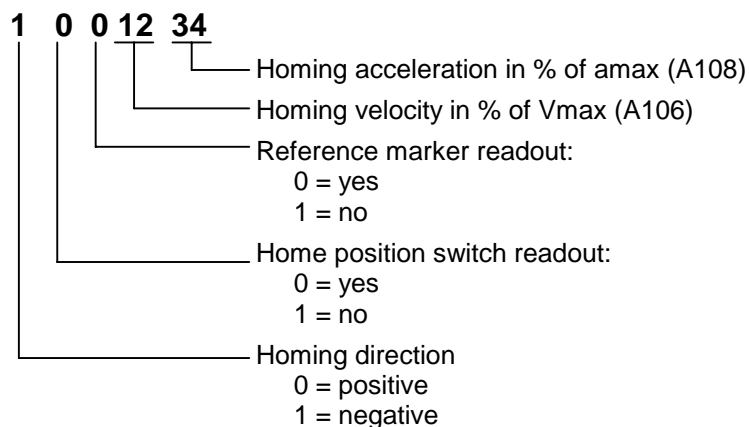 1 0 0 12 34
Homing acceleration in % of amax (A108)
Homing velocity in % of Vmax (A106)
Reference marker readout:
0 = yes
1 = no
Home position switch readout:
0 = yes
1 = no
Homing direction
0 = positive
1 = negative